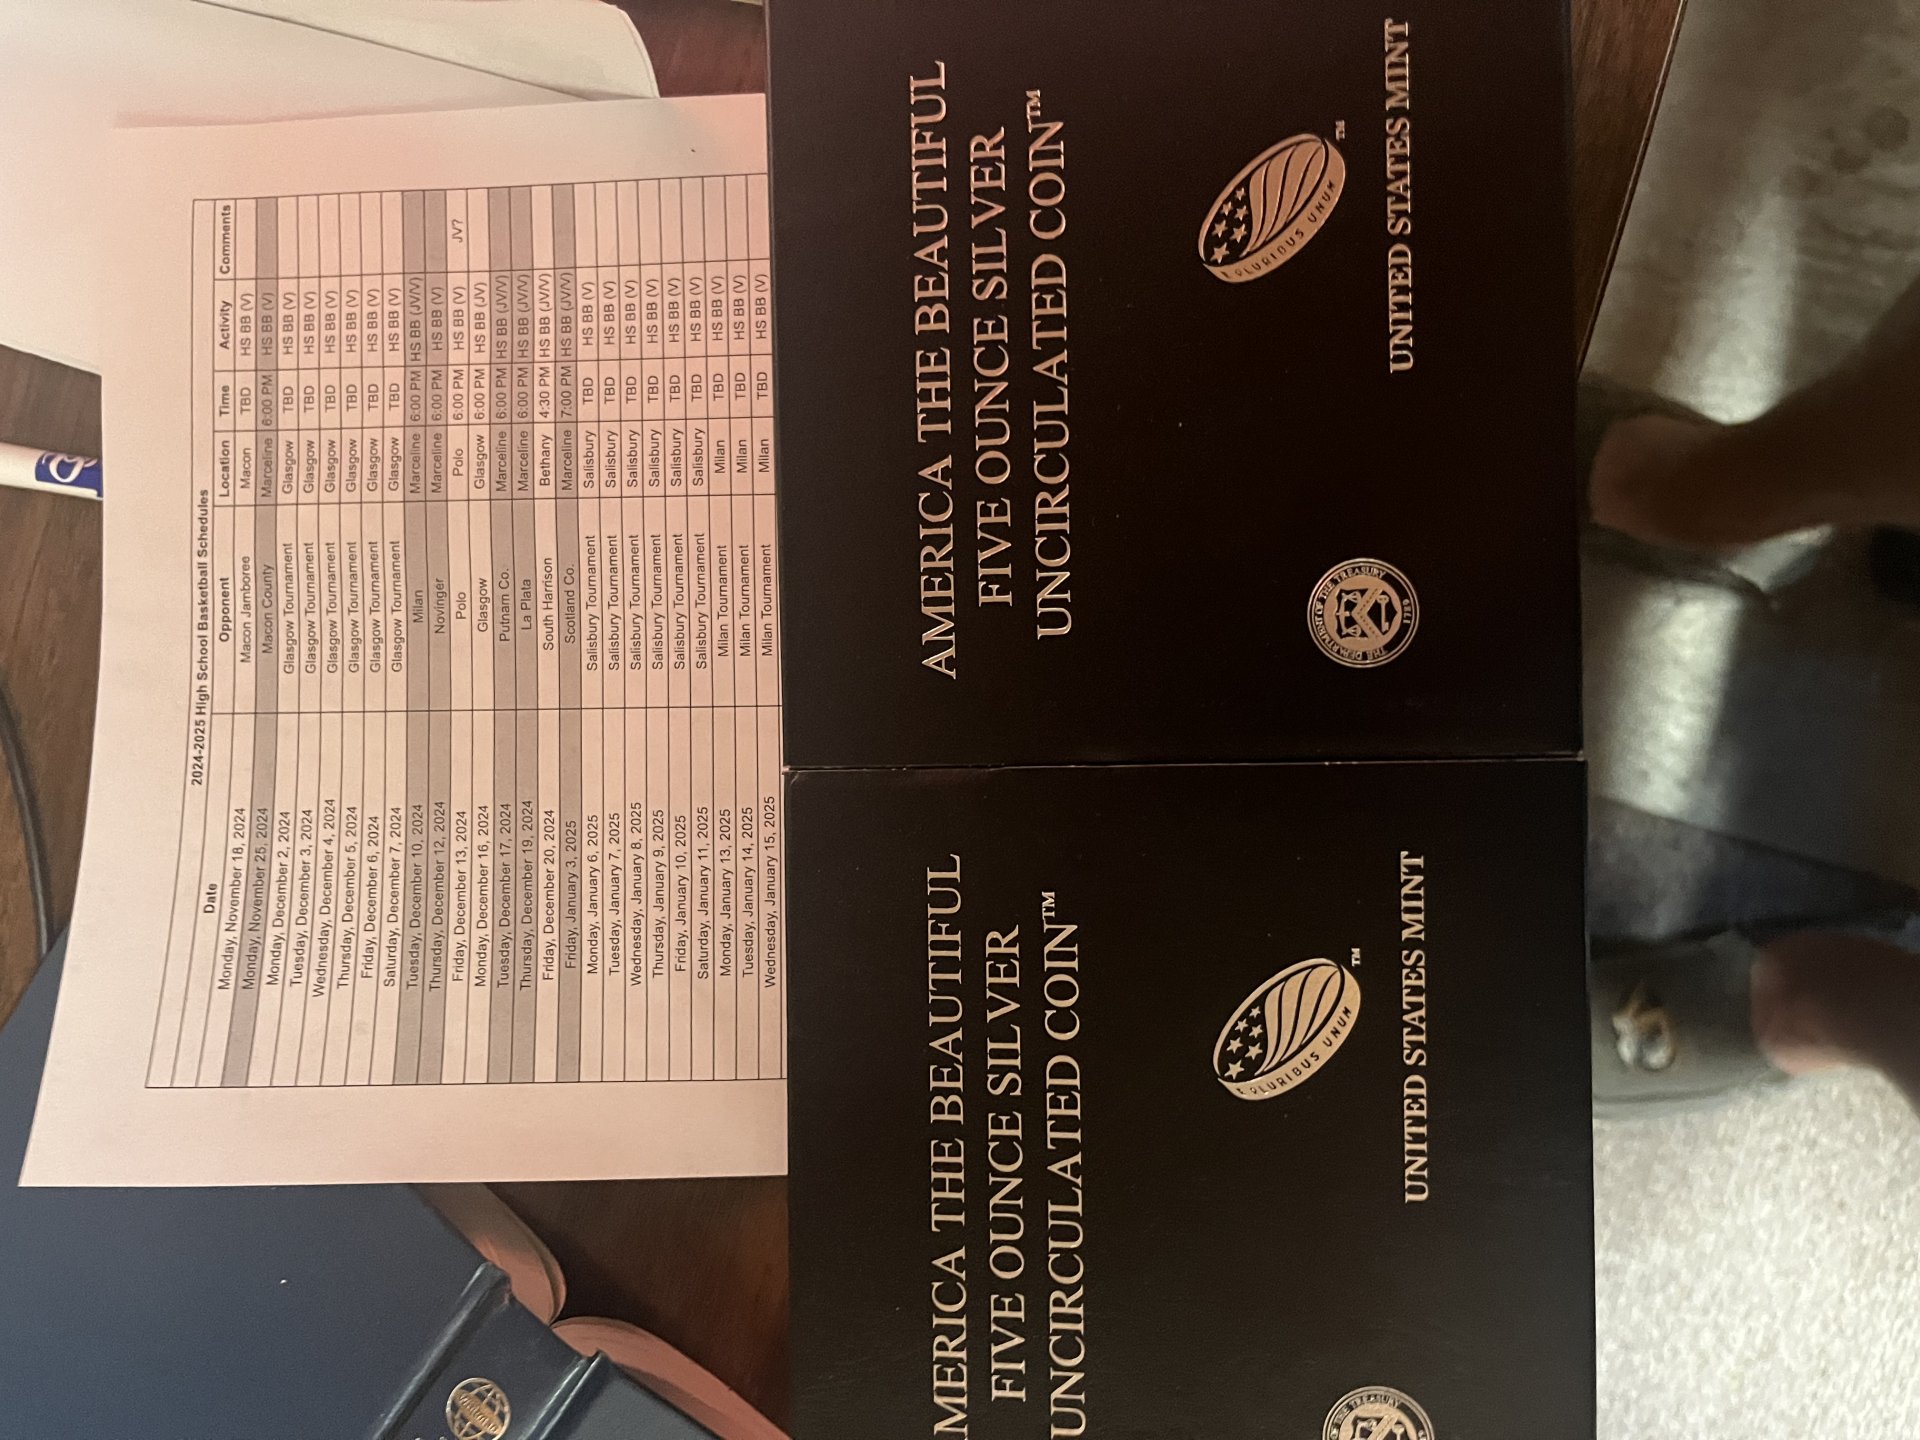 2024-2025 High School Basketball Schedules
Date Opponent Location Time Activity Comments
Monday, November 18, 2024 Macon Jamboree Macon TBD HS BB (V)
Monday, November 25, 2024 Macon County Marceline 6:00 PM HS BB (V)
Monday, December 2, 2024 Glasgow Tournament Glasgow TBD HS BB (V)
Tuesday, December 3, 2024 Glasgow Tournament Glasgow TBD HS BB (V)
Wednesday, December 4, 2024 Glasgow Tournament Glasgow TBD HS BB (V)
Thursday, December 5, 2024 Glasgow Tournament Glasgow TBD HS BB (V)
Friday, December 6, 2024 Glasgow Tournament Glasgow TBD HS BB (V)
Saturday, December 7, 2024 Glasgow Tournament Glasgow TBD HS BB (V)
Tuesday, December 10, 2024 Milan Marceline 6:00 PM HS BB (JV/V)
Thursday, December 12, 2024 Novinger Marceline 6:00 PM HS BB (V)
Friday, December 13, 2024 Polo Polo 6:00 PM HS BB (V) JV?
Monday, December 16, 2024 Glasgow Glasgow 6:00 PM HS BB (JV)
Tuesday, December 17, 2024 Putnam Co. Marceline 6:00 PM HS BB (JV/V)
Thursday, December 19, 2024 La Plata Marceline 6:00 PM HS BB (JV/V)
Friday, December 20, 2024 South Harrison Bethany 4:30 PM HS BB (JV/V)
Friday, January 3, 2025 Scotland Co. Marceline 7:00 PM HS BB (JV/V)
Monday, January 6, 2025 Salisbury Tournament Salisbury TBD HS BB (V)
Tuesday, January 7, 2025 Salisbury Tournament Salisbury TBD HS BB (V)
Wednesday, January 8, 2025 Salisbury Tournament Salisbury TBD HS BB (V)
Thursday, January 9, 2025 Salisbury Tournament Salisbury TBD HS BB (V)
Friday, January 10, 2025 Salisbury Tournament Salisbury TBD HS BB (V)
Saturday, January 11, 2025 Salisbury Tournament Salisbury TBD HS BB (V)
Monday, January 13, 2025 Milan Tournament Milan TBD HS BB (V)
Tuesday, January 14, 2025 Milan Tournament Milan TBD HS BB (V)
Wednesday, January 15, 2025 Milan Tournament Milan TBD HS BB (V)
MERICA THE BEAUTIFUL
FIVE OUNCE SILVER
UNCIRCULATED COIN™
PLURIBUS UNUM
™
UNITED STATES MINT
AMERICA THE BEAUTIFUL
FIVE OUNCE SILVER
UNCIRCULATED COIN™
THE DEPARTMENT OF THE TREASURY
1789
PLURIBUS UNUM
™
UNITED STATES MINT